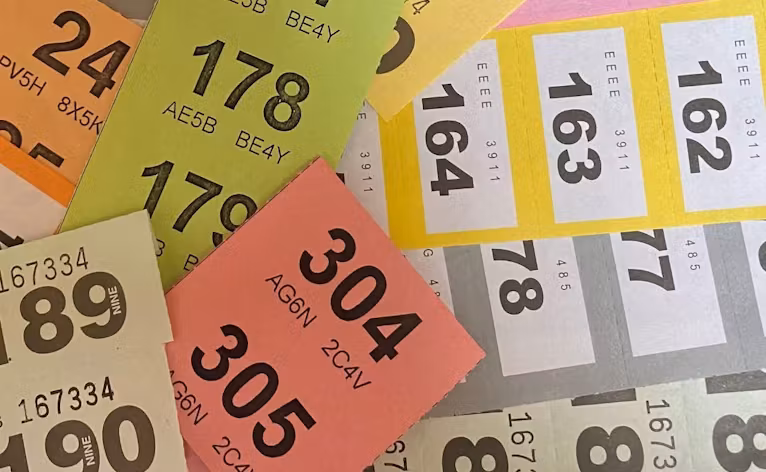 24
PV5H 8X5K
BE4Y
178
AE5B BE4Y
179
304
AG6N 2C4V
305
AG6N
164
EEEE 3911
163
EEEE 3911
162
EEEE 3911
3911
78
485
77
485
167334
189
NINE
167334
190
NINE